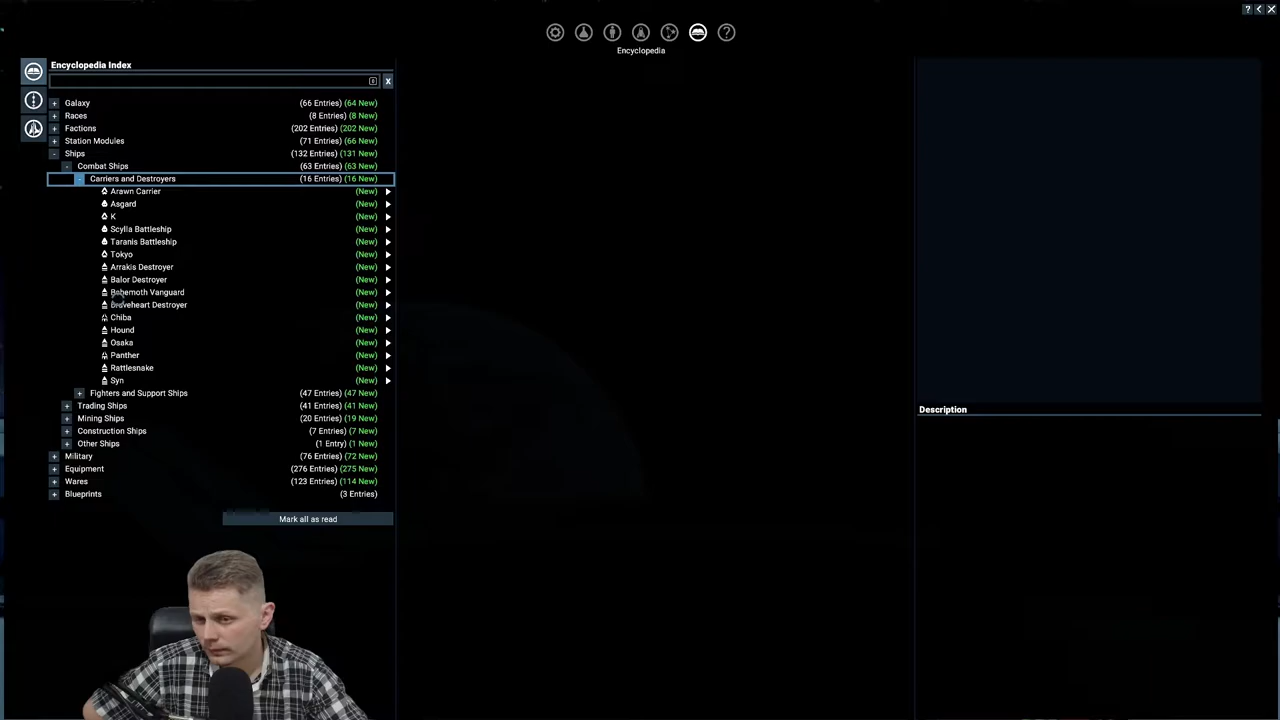 ?
Encyclopedia
Encyclopedia Index
x
+ Galaxy (66 Entries) (64 New)
+ Races (8 Entries) (8 New)
+ Factions (202 Entries) (202 New)
+ Station Modules (71 Entries) (66 New)
- Ships (132 Entries) (131 New)
- Combat Ships (63 Entries) (63 New)
- Carriers and Destroyers (16 Entries) (16 New)
Arawn Carrier (New)
Asgard (New)
K (New)
Scylla Battleship (New)
Taranis Battleship (New)
Tokyo (New)
Arrakis Destroyer (New)
Balor Destroyer (New)
Behemoth Vanguard (New)
Braveheart Destroyer (New)
Chiba (New)
Hound (New)
Osaka (New)
Panther (New)
Rattlesnake (New)
Syn (New)
+ Fighters and Support Ships (47 Entries) (47 New)
+ Trading Ships (41 Entries) (41 New)
+ Mining Ships (20 Entries) (19 New)
+ Construction Ships (7 Entries) (7 New)
+ Other Ships (1 Entry) (1 New)
+ Military (76 Entries) (72 New)
+ Equipment (276 Entries) (275 New)
+ Wares (123 Entries) (114 New)
+ Blueprints (3 Entries)
Mark all as read
Description